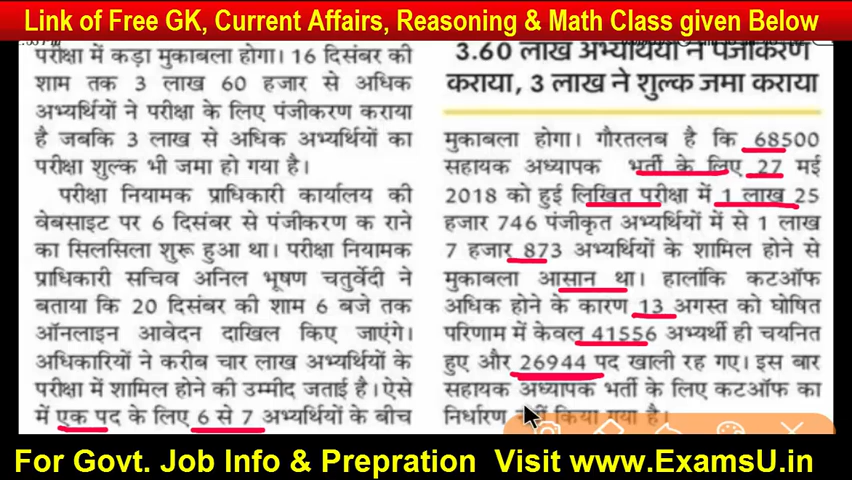 Link of Free GK, Current Affairs, Reasoning & Math Class given Below
परीक्षा में कड़ा मुकाबला होगा। 16 दिसंबर की
शाम तक 3 लाख 60 हजार से अधिक
अभ्यर्थियों ने परीक्षा के लिए पंजीकरण कराया
है जबकि 3 लाख से अधिक अभ्यर्थियों का
परीक्षा शुल्क भी जमा हो गया है।
परीक्षा नियामक प्राधिकारी कार्यालय की
वेबसाइट पर 6 दिसंबर से पंजीकरण क राने
का सिलसिला शुरू हुआ था। परीक्षा नियामक
प्राधिकारी सचिव अनिल भूषण चतुर्वेदी ने
बताया कि 20 दिसंबर की शाम 6 बजे तक
ऑनलाइन आवेदन दाखिल किए जाएंगे।
अधिकारियों ने करीब चार लाख अभ्यर्थियों के
परीक्षा में शामिल होने की उम्मीद जताई है। ऐसे
में एक पद के लिए 6 से 7 अभ्यर्थियों के बीच
3.60 लाख अभ्यर्थियों ने पंजीकरण
कराया, 3 लाख ने शुल्क जमा कराया
मुकाबला होगा। गौरतलब है कि 68500
सहायक अध्यापक भर्ती के लिए 27 मई
2018 को हुई लिखित परीक्षा में 1 लाख 25
हजार 746 पंजीकृत अभ्यर्थियों में से 1 लाख
7 हजार 873 अभ्यर्थियों के शामिल होने से
मुकाबला आसान था। हालांकि कटऑफ
अधिक होने के कारण 13 अगस्त को घोषित
परिणाम में केवल 41556 अभ्यर्थी ही चयनित
हुए और 26944 पद खाली रह गए। इस बार
सहायक अध्यापक भर्ती के लिए कटऑफ का
निर्धारण नहीं किया गया है।
For Govt. Job Info & Prepration Visit www.ExamsU.in